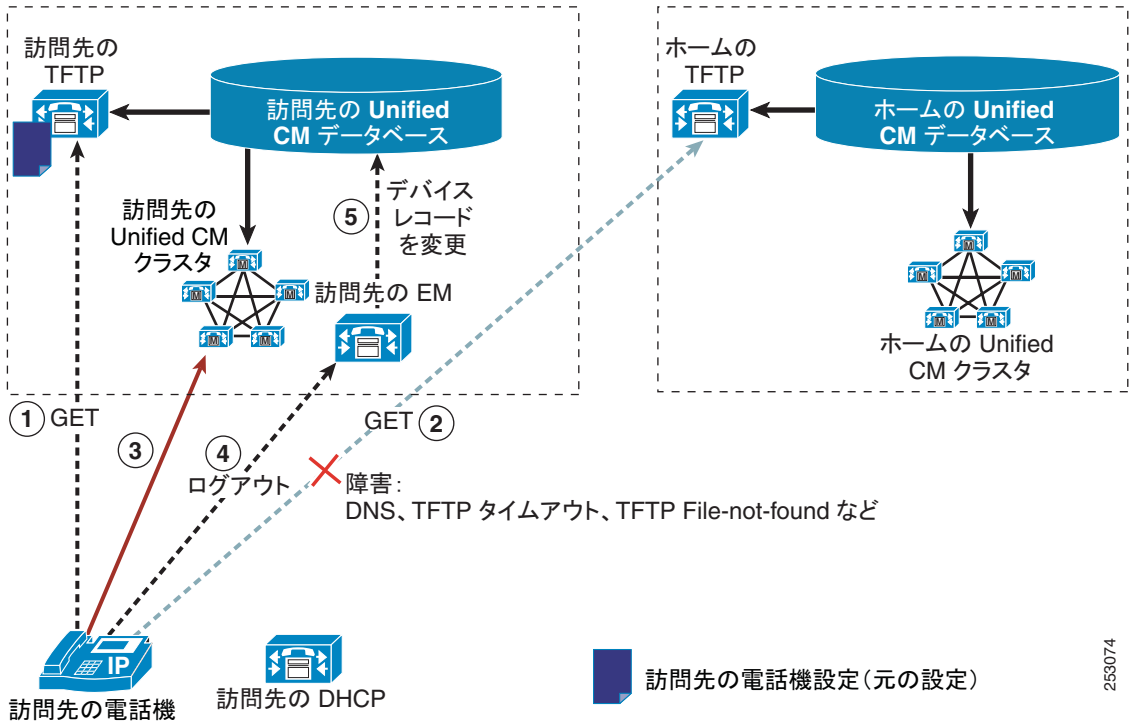 訪問先の
TFTP
訪問先の Unified
CM データベース
ホームの
TFTP
ホームの Unified
CM データベース
訪問先の
Unified CM
クラスタ
M
M
M
M
M
5
デバイス
レコード
を変更
訪問先の EM
M
M
M
M
M
ホームの Unified
CM クラスタ
1 GET
3
4
ログアウト
GET 2
障害:
DNS、TFTP タイムアウト、TFTP File-not-found など
IP
訪問先の電話機
訪問先の DHCP
訪問先の電話機設定(元の設定)
253074